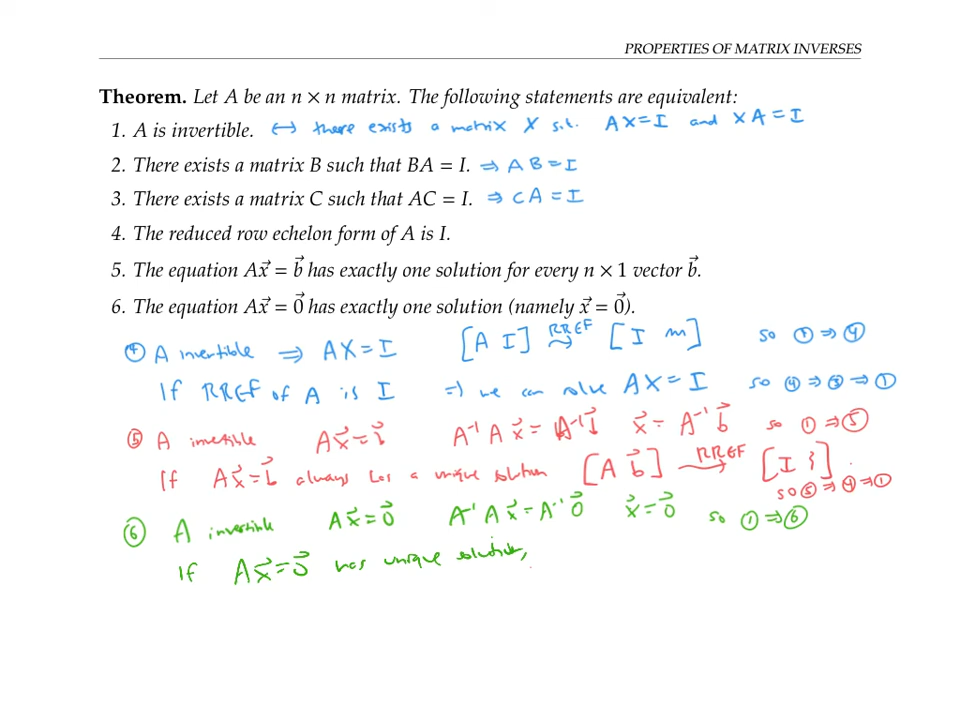 PROPERTIES OF MATRIX INVERSES
Theorem. Let A be an n × n matrix. The following statements are equivalent:
1. A is invertible. ↔ there exists a matrix X s.t. AX = I and XA = I
2. There exists a matrix B such that BA = I. ⇒ AB = I
3. There exists a matrix C such that AC = I. ⇒ CA = I
4. The reduced row echelon form of A is I.
5. The equation Ax⃗ = b⃗ has exactly one solution for every n × 1 vector b⃗.
6. The equation Ax⃗ = 0⃗ has exactly one solution (namely x⃗ = 0⃗).
④ A invertible ⇒ AX = I [A I] RREF → [I M] so ① ⇒ ④
If RREF of A is I ⇒ we can solve AX = I so ④ ⇒ ③ ⇒ ①
⑤ A invertible Ax⃗ = b⃗ A⁻¹Ax⃗ = A⁻¹b⃗ x⃗ = A⁻¹b⃗ so ① ⇒ ⑤
If Ax⃗ = b⃗ always has a unique solution [A b⃗] RREF → [I }] .
so ⑤ ⇒ ④ ⇒ ①
⑥ A invertible Ax⃗ = 0⃗ A⁻¹Ax⃗ = A⁻¹0⃗ x⃗ = 0⃗ so ① ⇒ ⑥
If Ax⃗ = 0⃗ has unique solution,